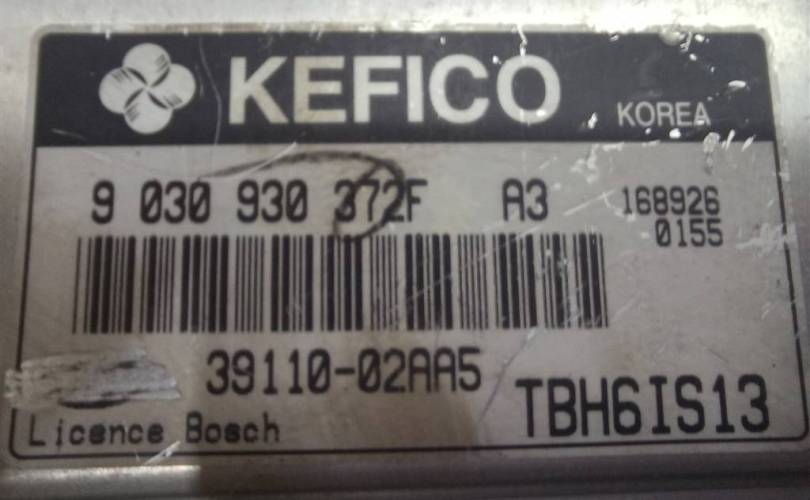 KEFICO KOREA
9 030 930 372F A3 168926
0155
39110-02AA5
TBH6IS13
Licence Bosch